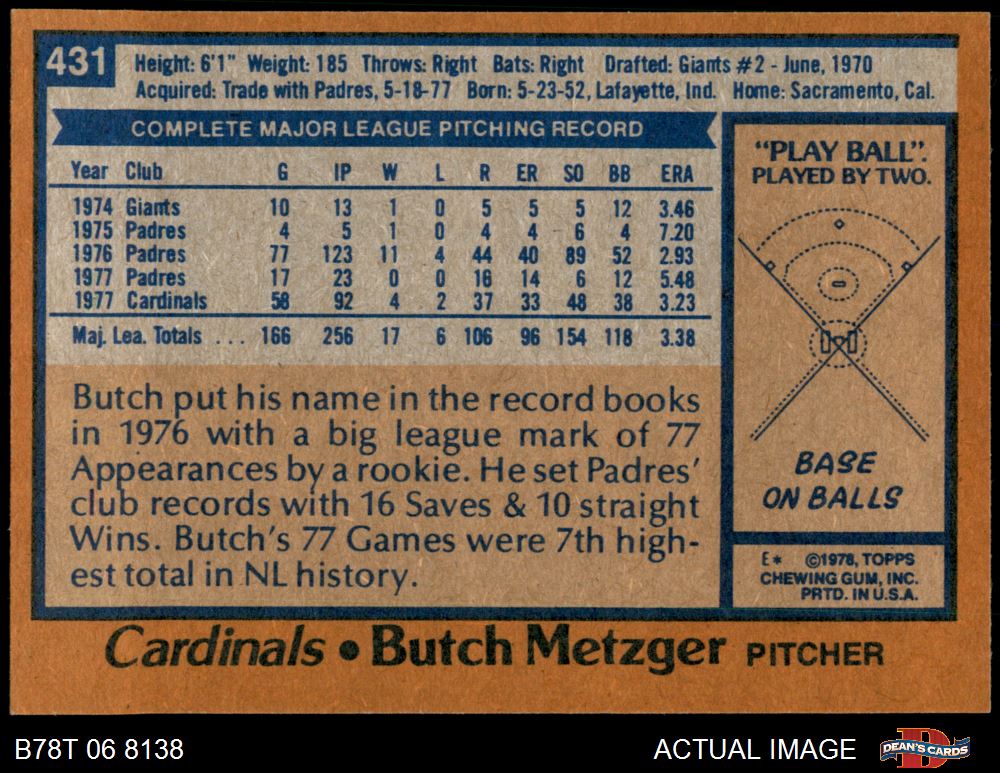 431
Height: 6'1" Weight: 185 Throws: Right Bats: Right Drafted: Giants #2 - June, 1970
Acquired: Trade with Padres, 5-18-77 Born: 5-23-52, Lafayette, Ind. Home: Sacramento, Cal.
COMPLETE MAJOR LEAGUE PITCHING RECORD
Year Club G IP W L R ER SO BB ERA
1974 Giants 10 13 1 0 5 5 5 12 3.46
1975 Padres 4 5 1 0 4 4 6 4 7.20
1976 Padres 77 123 11 4 44 40 89 52 2.93
1977 Padres 17 23 0 0 16 14 6 12 5.48
1977 Cardinals 58 92 4 2 37 33 48 38 3.23
Maj. Lea. Totals ... 166 256 17 6 106 96 154 118 3.38
Butch put his name in the record books
in 1976 with a big league mark of 77
Appearances by a rookie. He set Padres'
club records with 16 Saves & 10 straight
Wins. Butch's 77 Games were 7th high-
est total in NL history.
"PLAY BALL".
PLAYED BY TWO.
BASE
ON BALLS
E* ©1978, TOPPS
CHEWING GUM, INC.
PRTD. IN U.S.A.
Cardinals • Butch Metzger PITCHER
B78T 06 8138
ACTUAL IMAGE
DEAN'S CARDS